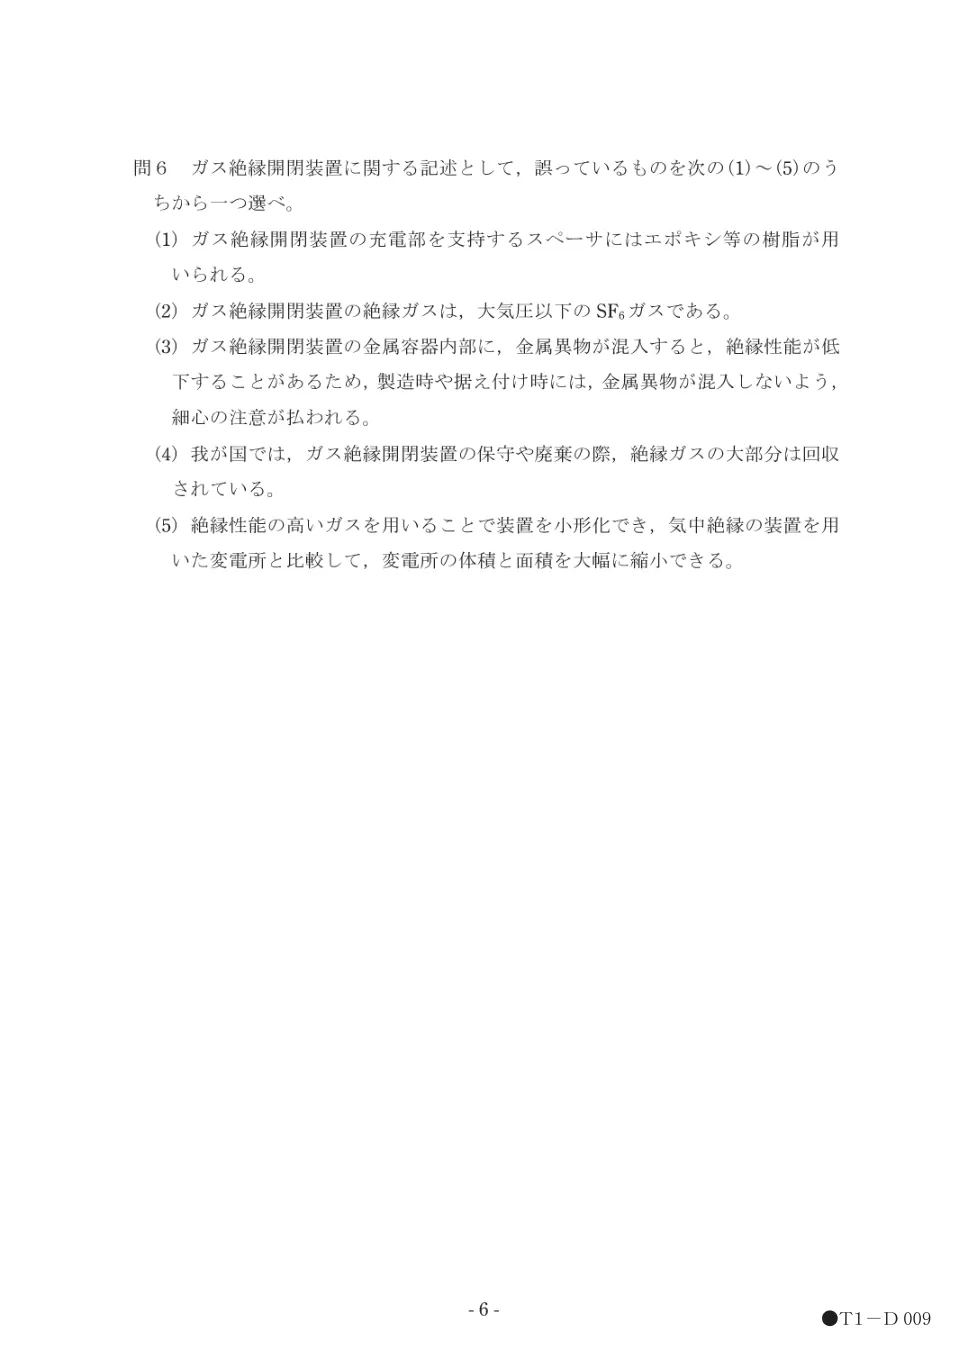 問６　ガス絶縁開閉装置に関する記述として，誤っているものを次の(1)～(5)のう
ちから一つ選べ。
(1) ガス絶縁開閉装置の充電部を支持するスペーサにはエポキシ等の樹脂が用
いられる。
(2) ガス絶縁開閉装置の絶縁ガスは，大気圧以下の SF₆ガスである。
(3) ガス絶縁開閉装置の金属容器内部に，金属異物が混入すると，絶縁性能が低
下することがあるため，製造時や据え付け時には，金属異物が混入しないよう，
細心の注意が払われる。
(4) 我が国では，ガス絶縁開閉装置の保守や廃棄の際，絶縁ガスの大部分は回収
されている。
(5) 絶縁性能の高いガスを用いることで装置を小形化でき，気中絶縁の装置を用
いた変電所と比較して，変電所の体積と面積を大幅に縮小できる。
- 6 -
●T1－D 009